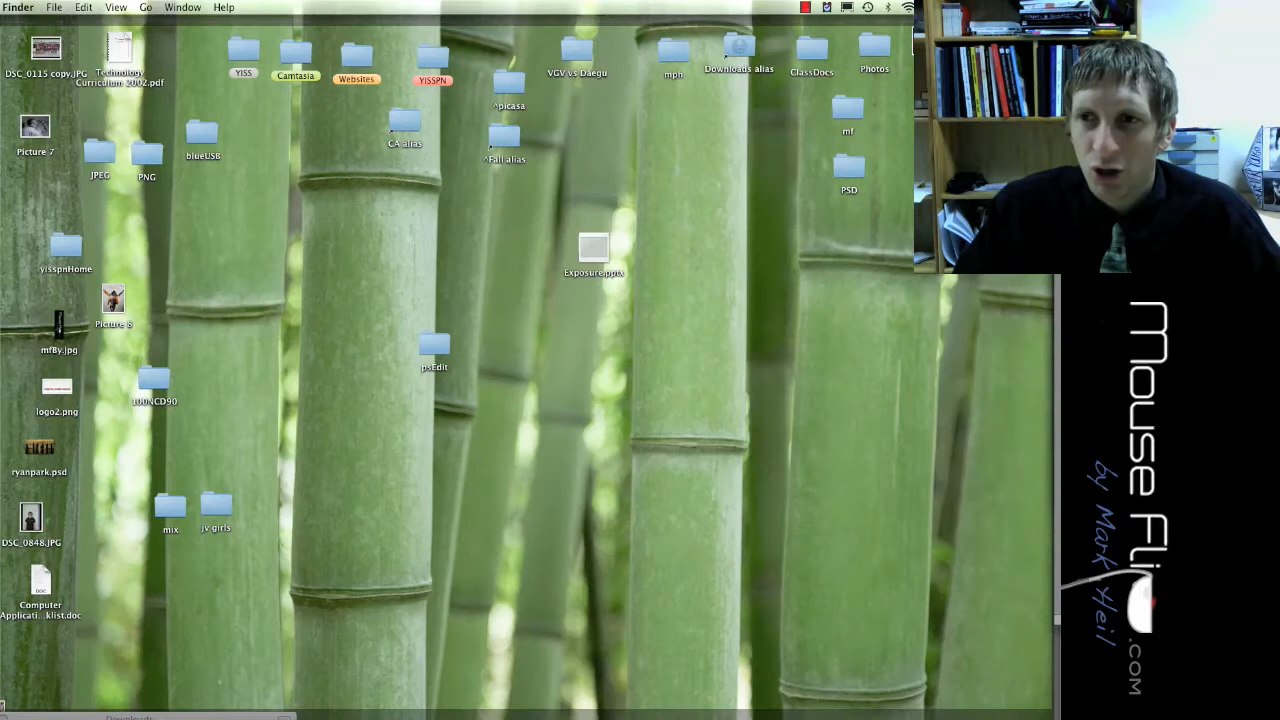 Finder File Edit View Go Window Help
DSC_0115 copy.JPG
Technology
Curriculum 2002.pdf
YISS
Camtasia
Websites
YISSPN
VGV vs Daegu
mph
Downloads alias
ClassDocs
Photos
^picasa
mf
CA alias
^Fall alias
Picture 7
JPEG
PNG
blueUSB
PSD
yisspnHome
Exposure.pptx
Picture 8
mfBy.jpg
psEdit
100NCD90
logo2.png
ryanpark.psd
mix
jv girls
DSC_0848.JPG
Computer
Applicati...klist.doc
Downloads
Mouse Fli
.COM
by Mark Heil